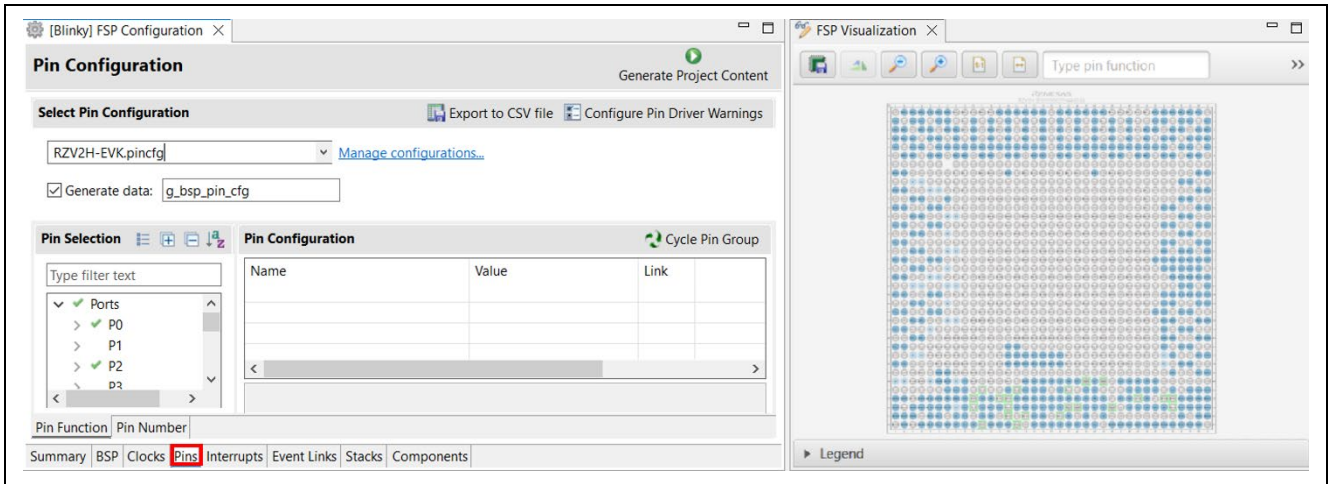 [Blinky] FSP Configuration
Pin Configuration
Generate Project Content
Select Pin Configuration
Export to CSV file
Configure Pin Driver Warnings
RZV2H-EVK.pincfg
Manage configurations...
Generate data:
g_bsp_pin_cfg
Pin Selection
Type filter text
Ports
P0
P1
P2
P3
Pin Configuration
Cycle Pin Group
Name Value Link
Pin Function Pin Number
Summary BSP Clocks Pins Interrupts Event Links Stacks Components
FSP Visualization
Type pin function
Legend